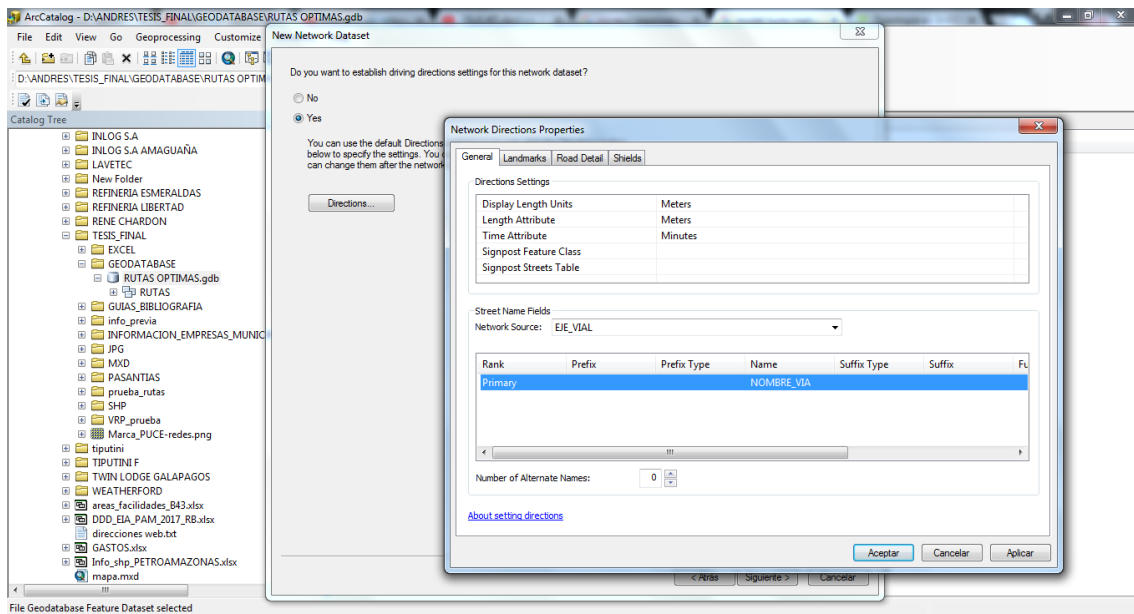 ArcCatalog - D:\ANDRES\TESIS_FINAL\GEODATABASE\RUTAS OPTIMAS.gdb
File Edit View Go Geoprocessing Customize
D:\ANDRES\TESIS_FINAL\GEODATABASE\RUTAS OPTIM
Catalog Tree
INLOG S.A
INLOG S.A AMAGUAÑA
LAVETEC
New Folder
REFINERIA ESMERALDAS
REFINERIA LIBERTAD
RENE CHARDON
TESIS_FINAL
EXCEL
GEODATABASE
RUTAS OPTIMAS.gdb
RUTAS
GUIAS_BIBLIOGRAFIA
info_previa
INFORMACION_EMPRESAS_MUNIC
JPG
MXD
PASANTIAS
prueba_rutas
SHP
VRP_prueba
Marca_PUCE-redes.png
tiputini
TIPUTINI F
TWIN LODGE GALAPAGOS
WEATHERFORD
areas_facilidades_B43.xlsx
DDD_EIA_PAM_2017_RB.xlsx
direcciones web.txt
GASTOS.xlsx
Info_shp_PETROAMAZONAS.xlsx
mapa.mxd
File Geodatabase Feature Dataset selected
New Network Dataset
Do you want to establish driving directions settings for this network dataset?
No
Yes
You can use the default Directions
below to specify the settings. You
can change them after the network
Directions...
< Atrás Siguiente > Cancelar
Network Directions Properties
General Landmarks Road Detail Shields
Directions Settings
Display Length Units Meters
Length Attribute Meters
Time Attribute Minutes
Signpost Feature Class
Signpost Streets Table
Street Name Fields
Network Source: EJE_VIAL
Rank Prefix Prefix Type Name Suffix Type Suffix Fu
Primary NOMBRE_VIA
Number of Alternate Names: 0
About setting directions
Aceptar Cancelar Aplicar